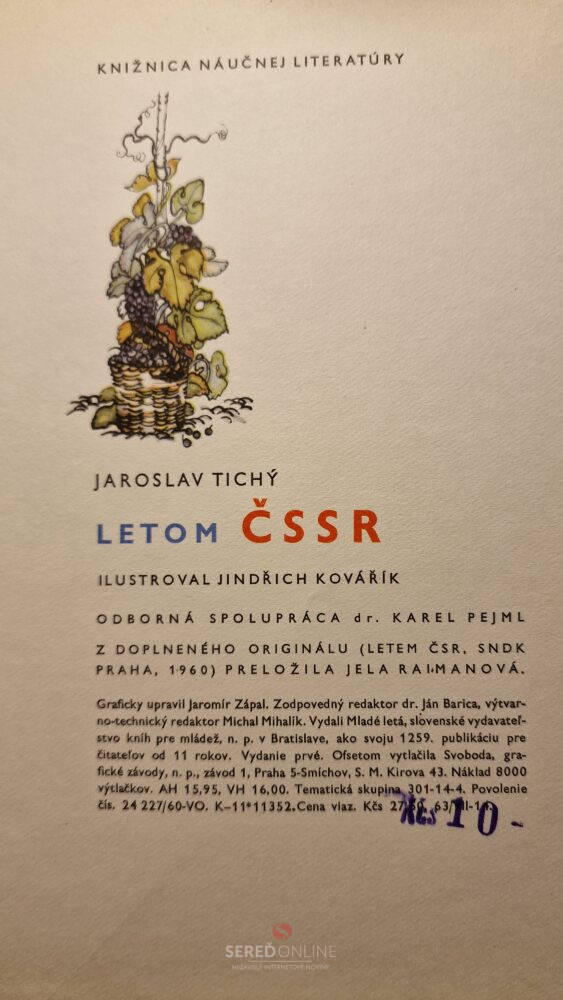 KNIŽNICA NÁUČNEJ LITERATÚRY
JAROSLAV TICHÝ
LETOM ČSSR
ILUSTROVAL JINDŘICH KOVÁŘÍK
ODBORNÁ SPOLUPRÁCA dr. KAREL PEJML
Z DOPLNENÉHO ORIGINÁLU (LETEM ČSR, SNDK
PRAHA, 1960) PRELOŽILA JELA RAJMANOVÁ.
Graficky upravil Jaromír Zápal. Zodpovedný redaktor dr. Ján Barica, výtvar-
no-technický redaktor Michal Mihalík. Vydali Mladé letá, slovenské vydavateľ-
stvo kníh pre mládež, n. p. v Bratislave, ako svoju 1259. publikáciu pre
čitateľov od 11 rokov. Vydanie prvé. Ofsetom vytlačila Svoboda, gra-
fické závody, n. p., závod 1, Praha 5-Smíchov, S. M. Kirova 43. Náklad 8000
výtlačkov. AH 15,95, VH 16,00. Tematická skupina 301-14-4. Povolenie
čís. 24 227/60-VO. K-11*11352. Cena viaz. Kčs
Kčs 10 -
SEREĎONLINE
NEZÁVISLÉ INTERNETOVÉ NOVINY